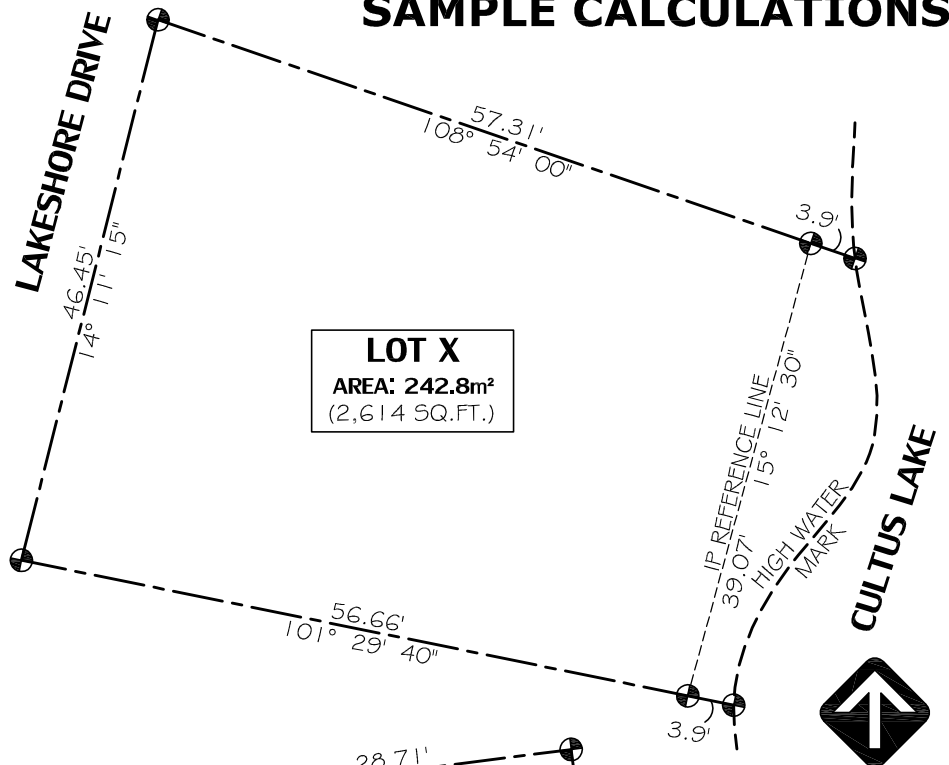 SAMPLE CALCULATIONS
LAKESHORE DRIVE
57.31'
108° 54' 00"
3.9'
46.45'
14° 11' 15"
LOT X
AREA: 242.8m²
(2,614 SQ.FT.)
IP REFERENCE LINE
39.07' 15° 12' 30"
HIGH WATER
MARK
CULTUS LAKE
56.66'
101° 29' 40"
3.9'
28.71'